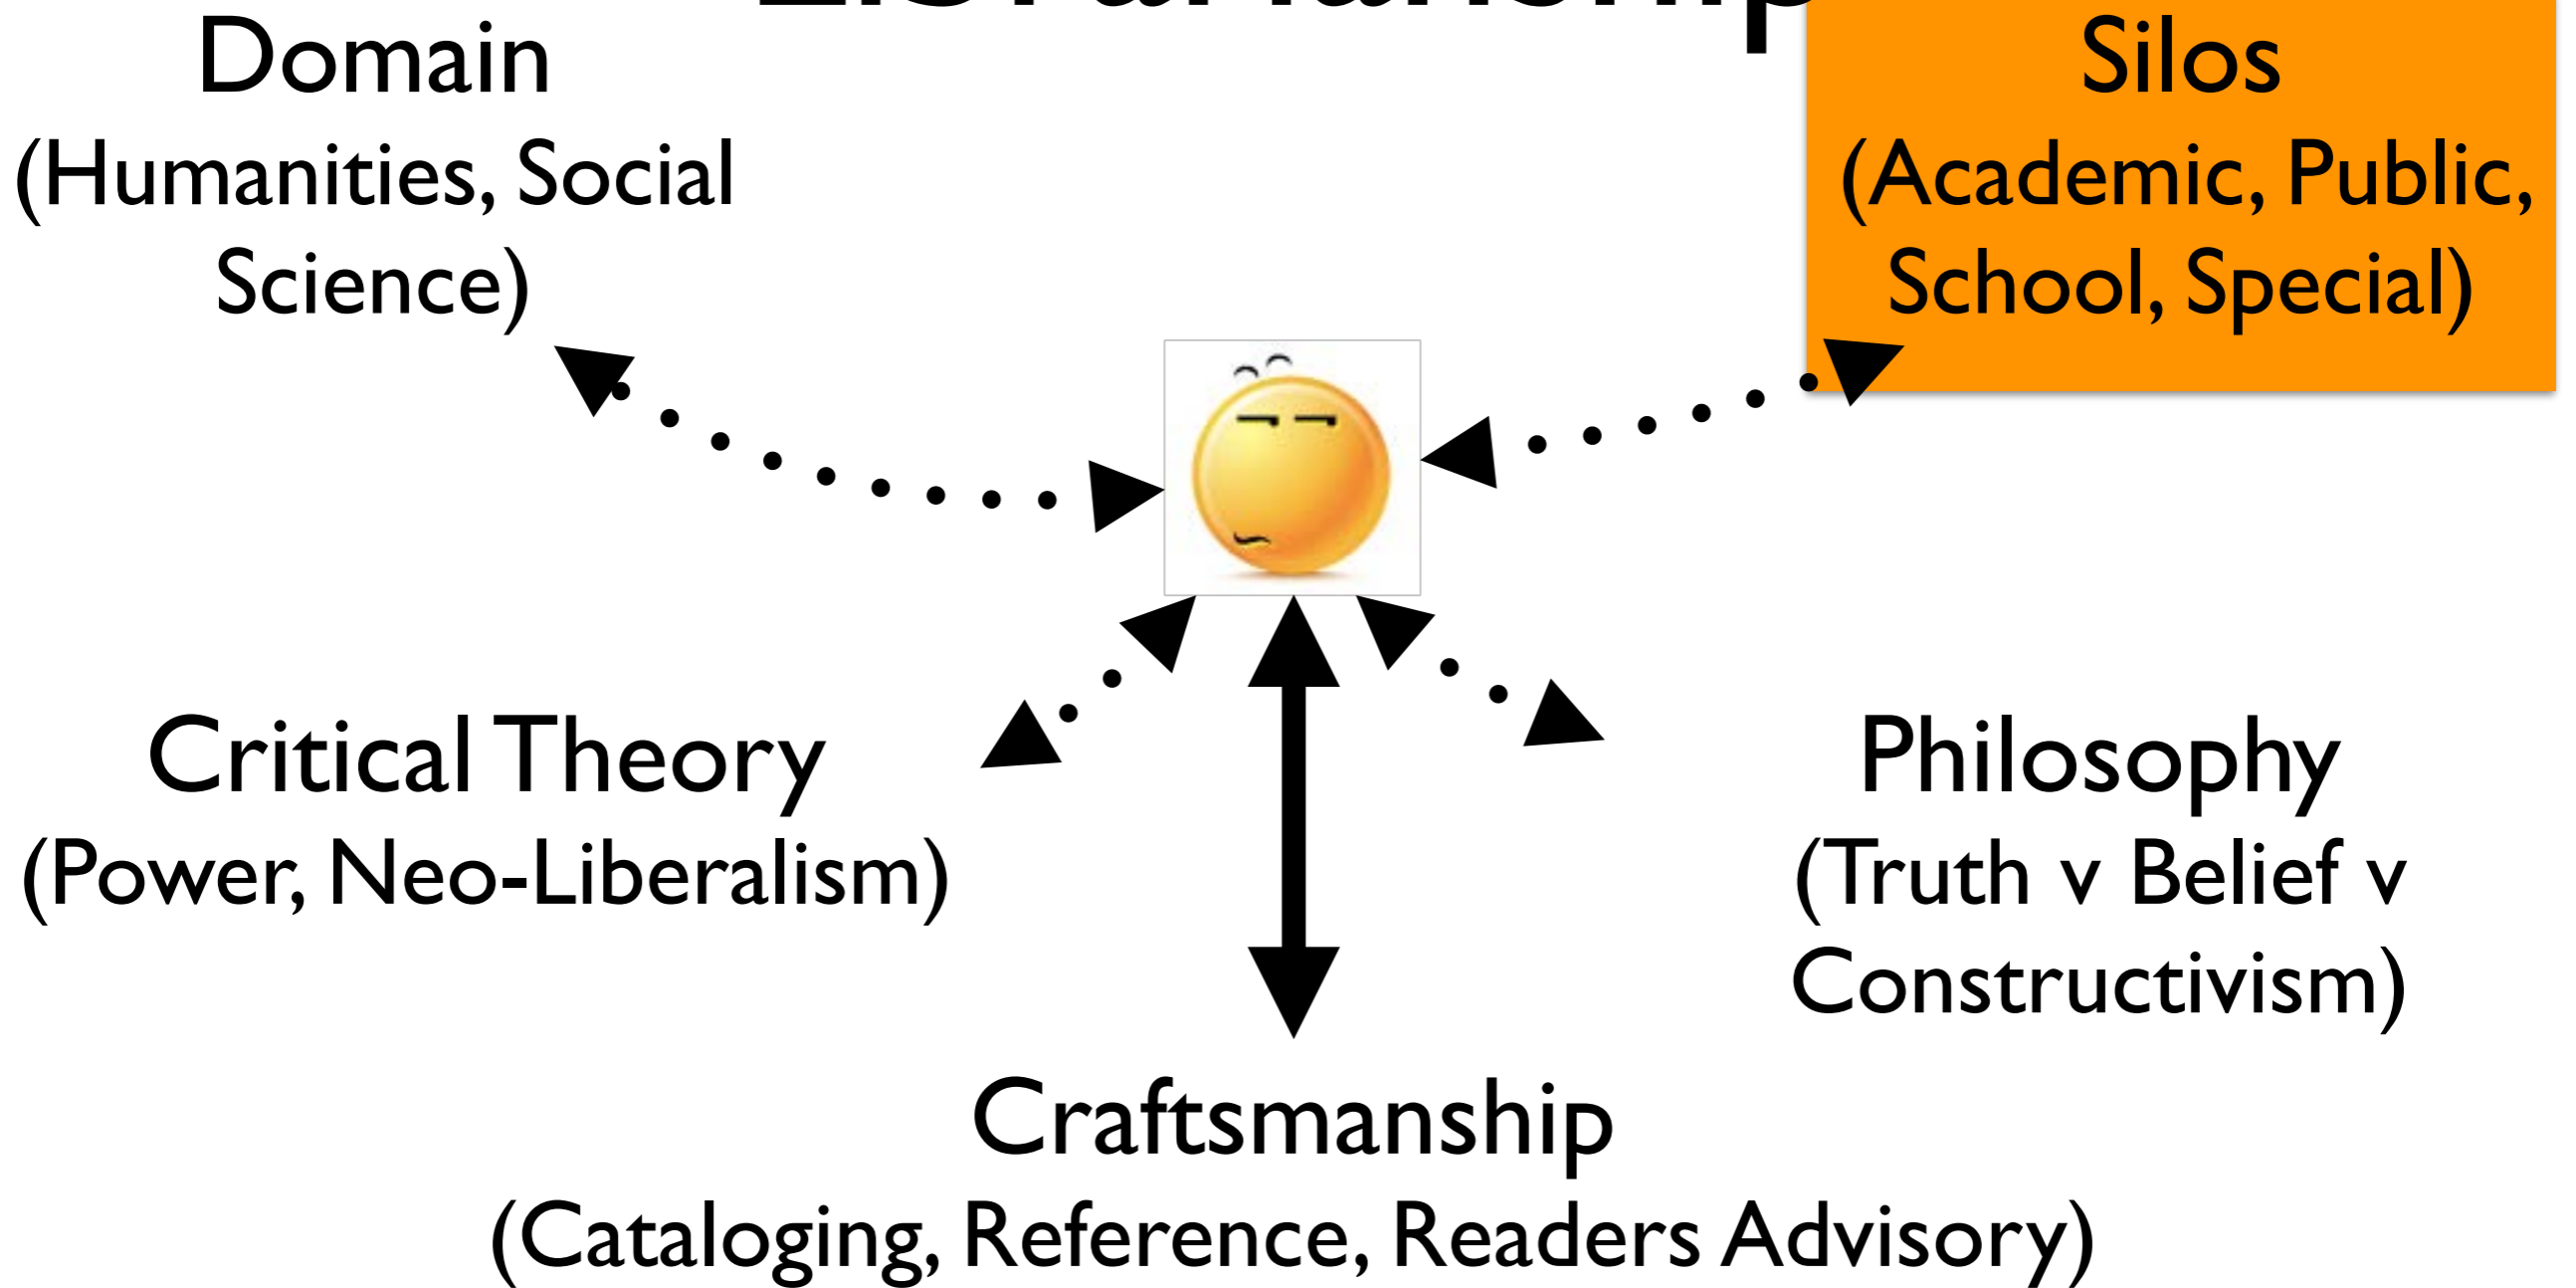 Librarianship
Domain
(Humanities, Social
Science)
Silos
(Academic, Public,
School, Special)
Critical Theory
(Power, Neo-Liberalism)
Philosophy
(Truth v Belief v
Constructivism)
Craftsmanship
(Cataloging, Reference, Readers Advisory)